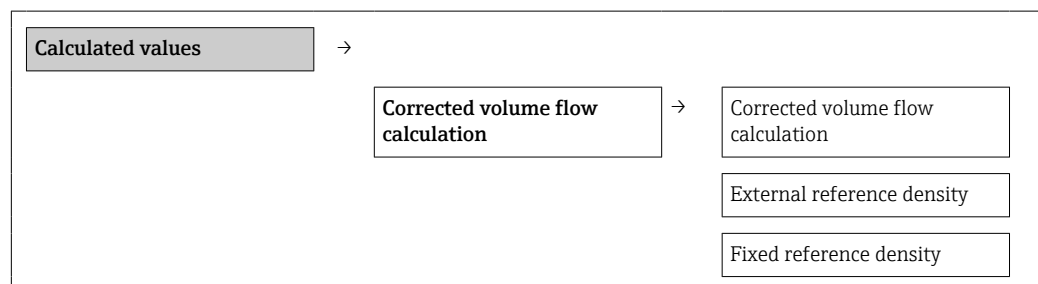 Calculated values →
Corrected volume flow
calculation
→ Corrected volume flow
calculation
External reference density
Fixed reference density